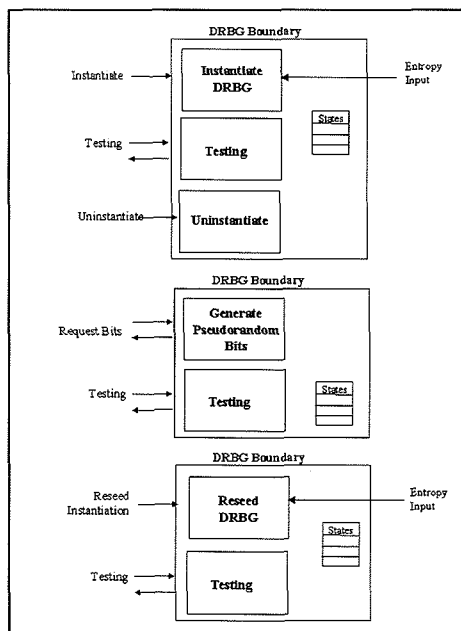 DRBG Boundary
Instantiate
Instantiate
DRBG
Entropy
Input
States
Testing
Testing
Uninstantiate
Uninstantiate
DRBG Boundary
Generate
Pseudorandom
Bits
Request Bits
Testing
Testing
States
DRBG Boundary
Reseed
Instantiation
Reseed
DRBG
Entropy
Input
States
Testing
Testing